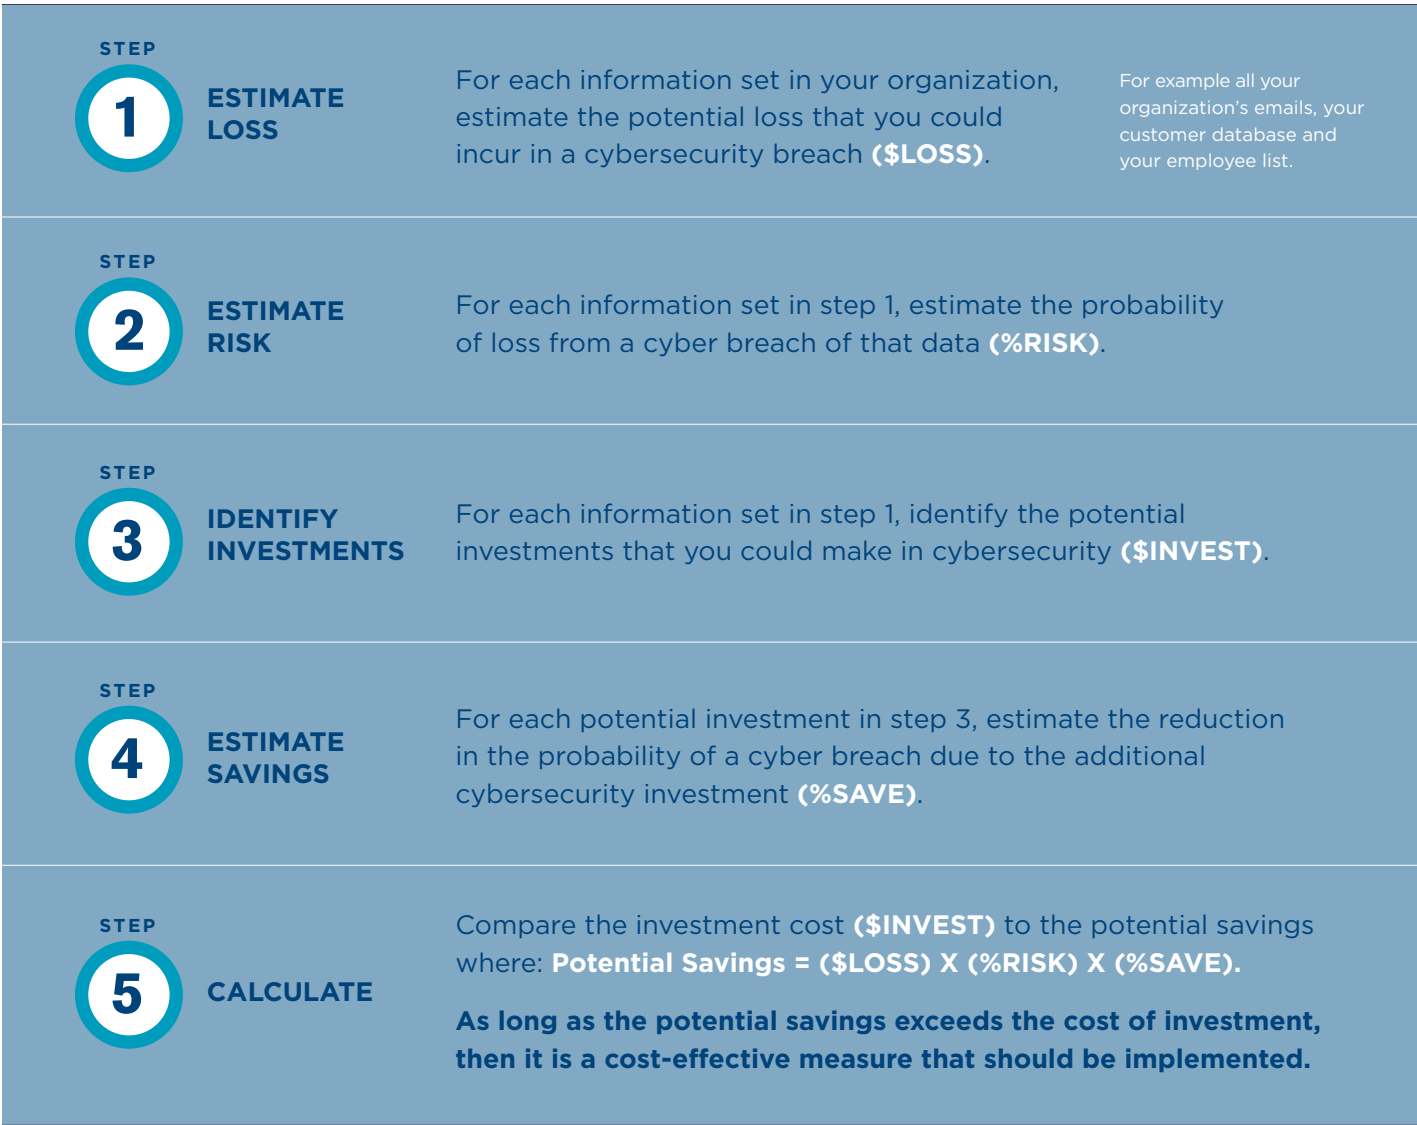 STEP
1
ESTIMATE
LOSS
For each information set in your organization,
estimate the potential loss that you could
incur in a cybersecurity breach ($LOSS).
For example all your
organization’s emails, your
customer database and
your employee list.
STEP
2
ESTIMATE
RISK
For each information set in step 1, estimate the probability
of loss from a cyber breach of that data (%RISK).
STEP
3
IDENTIFY
INVESTMENTS
For each information set in step 1, identify the potential
investments that you could make in cybersecurity ($INVEST).
STEP
4
ESTIMATE
SAVINGS
For each potential investment in step 3, estimate the reduction
in the probability of a cyber breach due to the additional
cybersecurity investment (%SAVE).
STEP
5
CALCULATE
Compare the investment cost ($INVEST) to the potential savings
where: Potential Savings = ($LOSS) X (%RISK) X (%SAVE).
As long as the potential savings exceeds the cost of investment,
then it is a cost-effective measure that should be implemented.